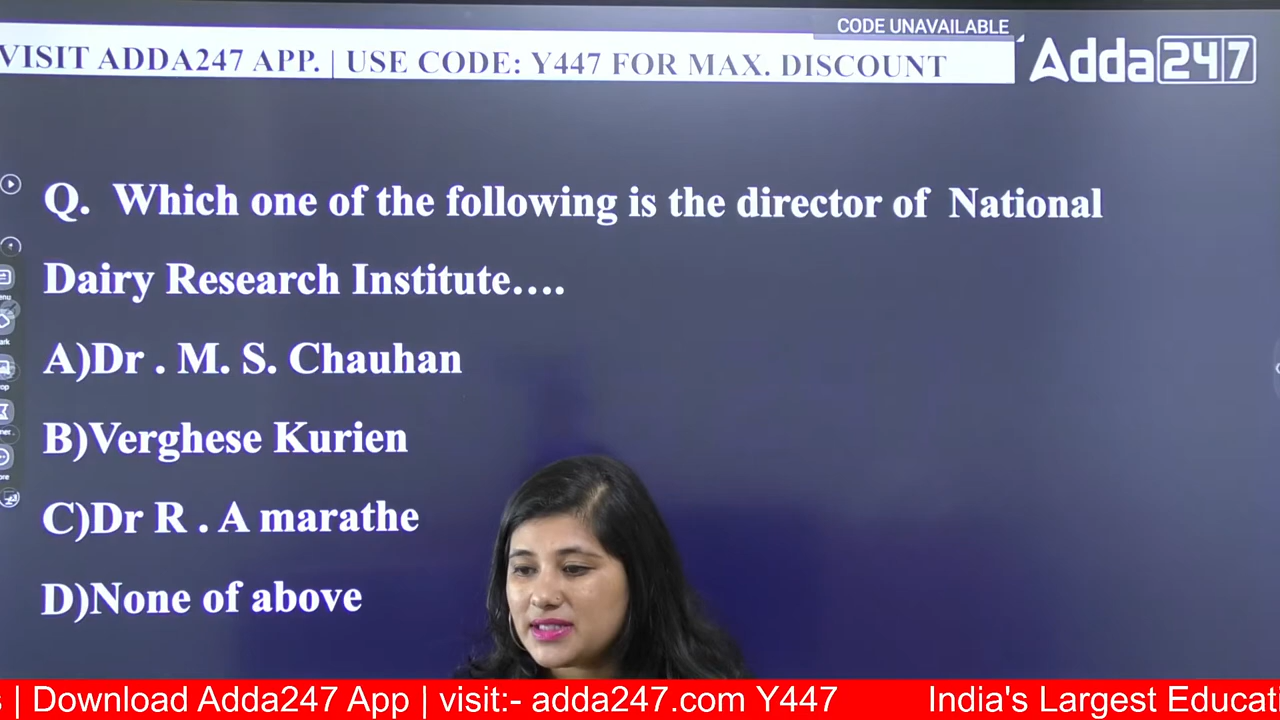 CODE UNAVAILABLE
VISIT ADDA247 APP. | USE CODE: Y447 FOR MAX. DISCOUNT
Adda247
Q. Which one of the following is the director of National
Dairy Research Institute....
A)Dr . M. S. Chauhan
B)Verghese Kurien
C)Dr R . A marathe
D)None of above
| Download Adda247 App | visit:- adda247.com Y447 India's Largest Educati